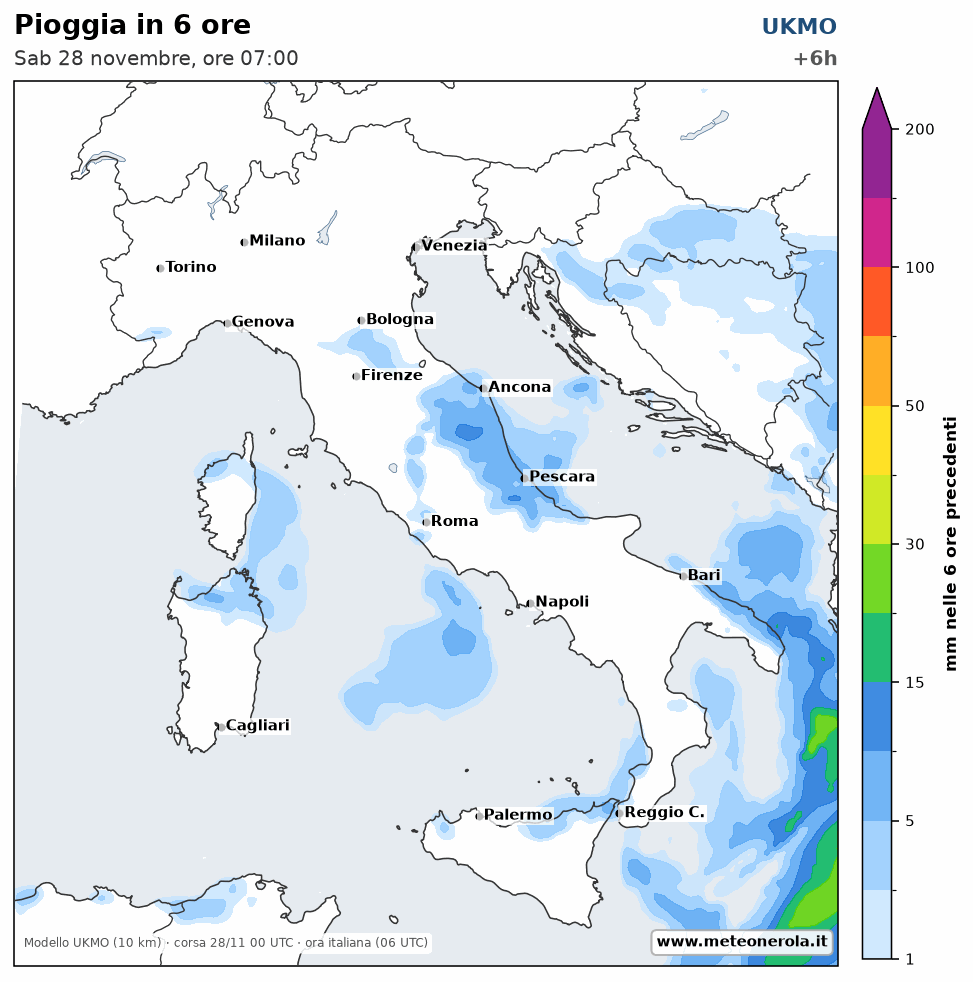 Pioggia in 6 ore
UKMO
Sab 28 novembre, ore 07:00
+6h
200
100
50
30
15
5
1
mm nelle 6 ore precedenti
Milano
Venezia
Torino
Genova
Bologna
Firenze
Ancona
Pescara
Roma
Bari
Napoli
Cagliari
Palermo
Reggio C.
Modello UKMO (10 km) · corsa 28/11 00 UTC · ora italiana (06 UTC)
www.meteonerola.it